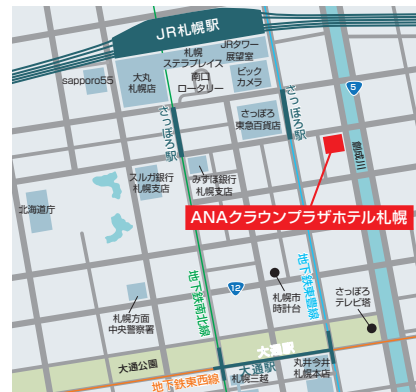 JR札幌駅
札幌
ステラプレイス
JRタワー
展望室
sapporo55
大丸
札幌店
南口
ロータリー
ビック
カメラ
5
さっぽろ駅
さっぽろ
東急百貨店
さっぽろ駅
創成川
スルガ銀行
札幌支店
みずほ銀行
札幌支店
北海道庁
ANAクラウンプラザホテル札幌
地下鉄南北線
地下鉄東豊線
12
札幌市
時計台
さっぽろ
テレビ塔
札幌方面
中央警察署
大通公園
大通駅
大通駅
丸井今井
札幌本店
地下鉄東西線
札幌三越